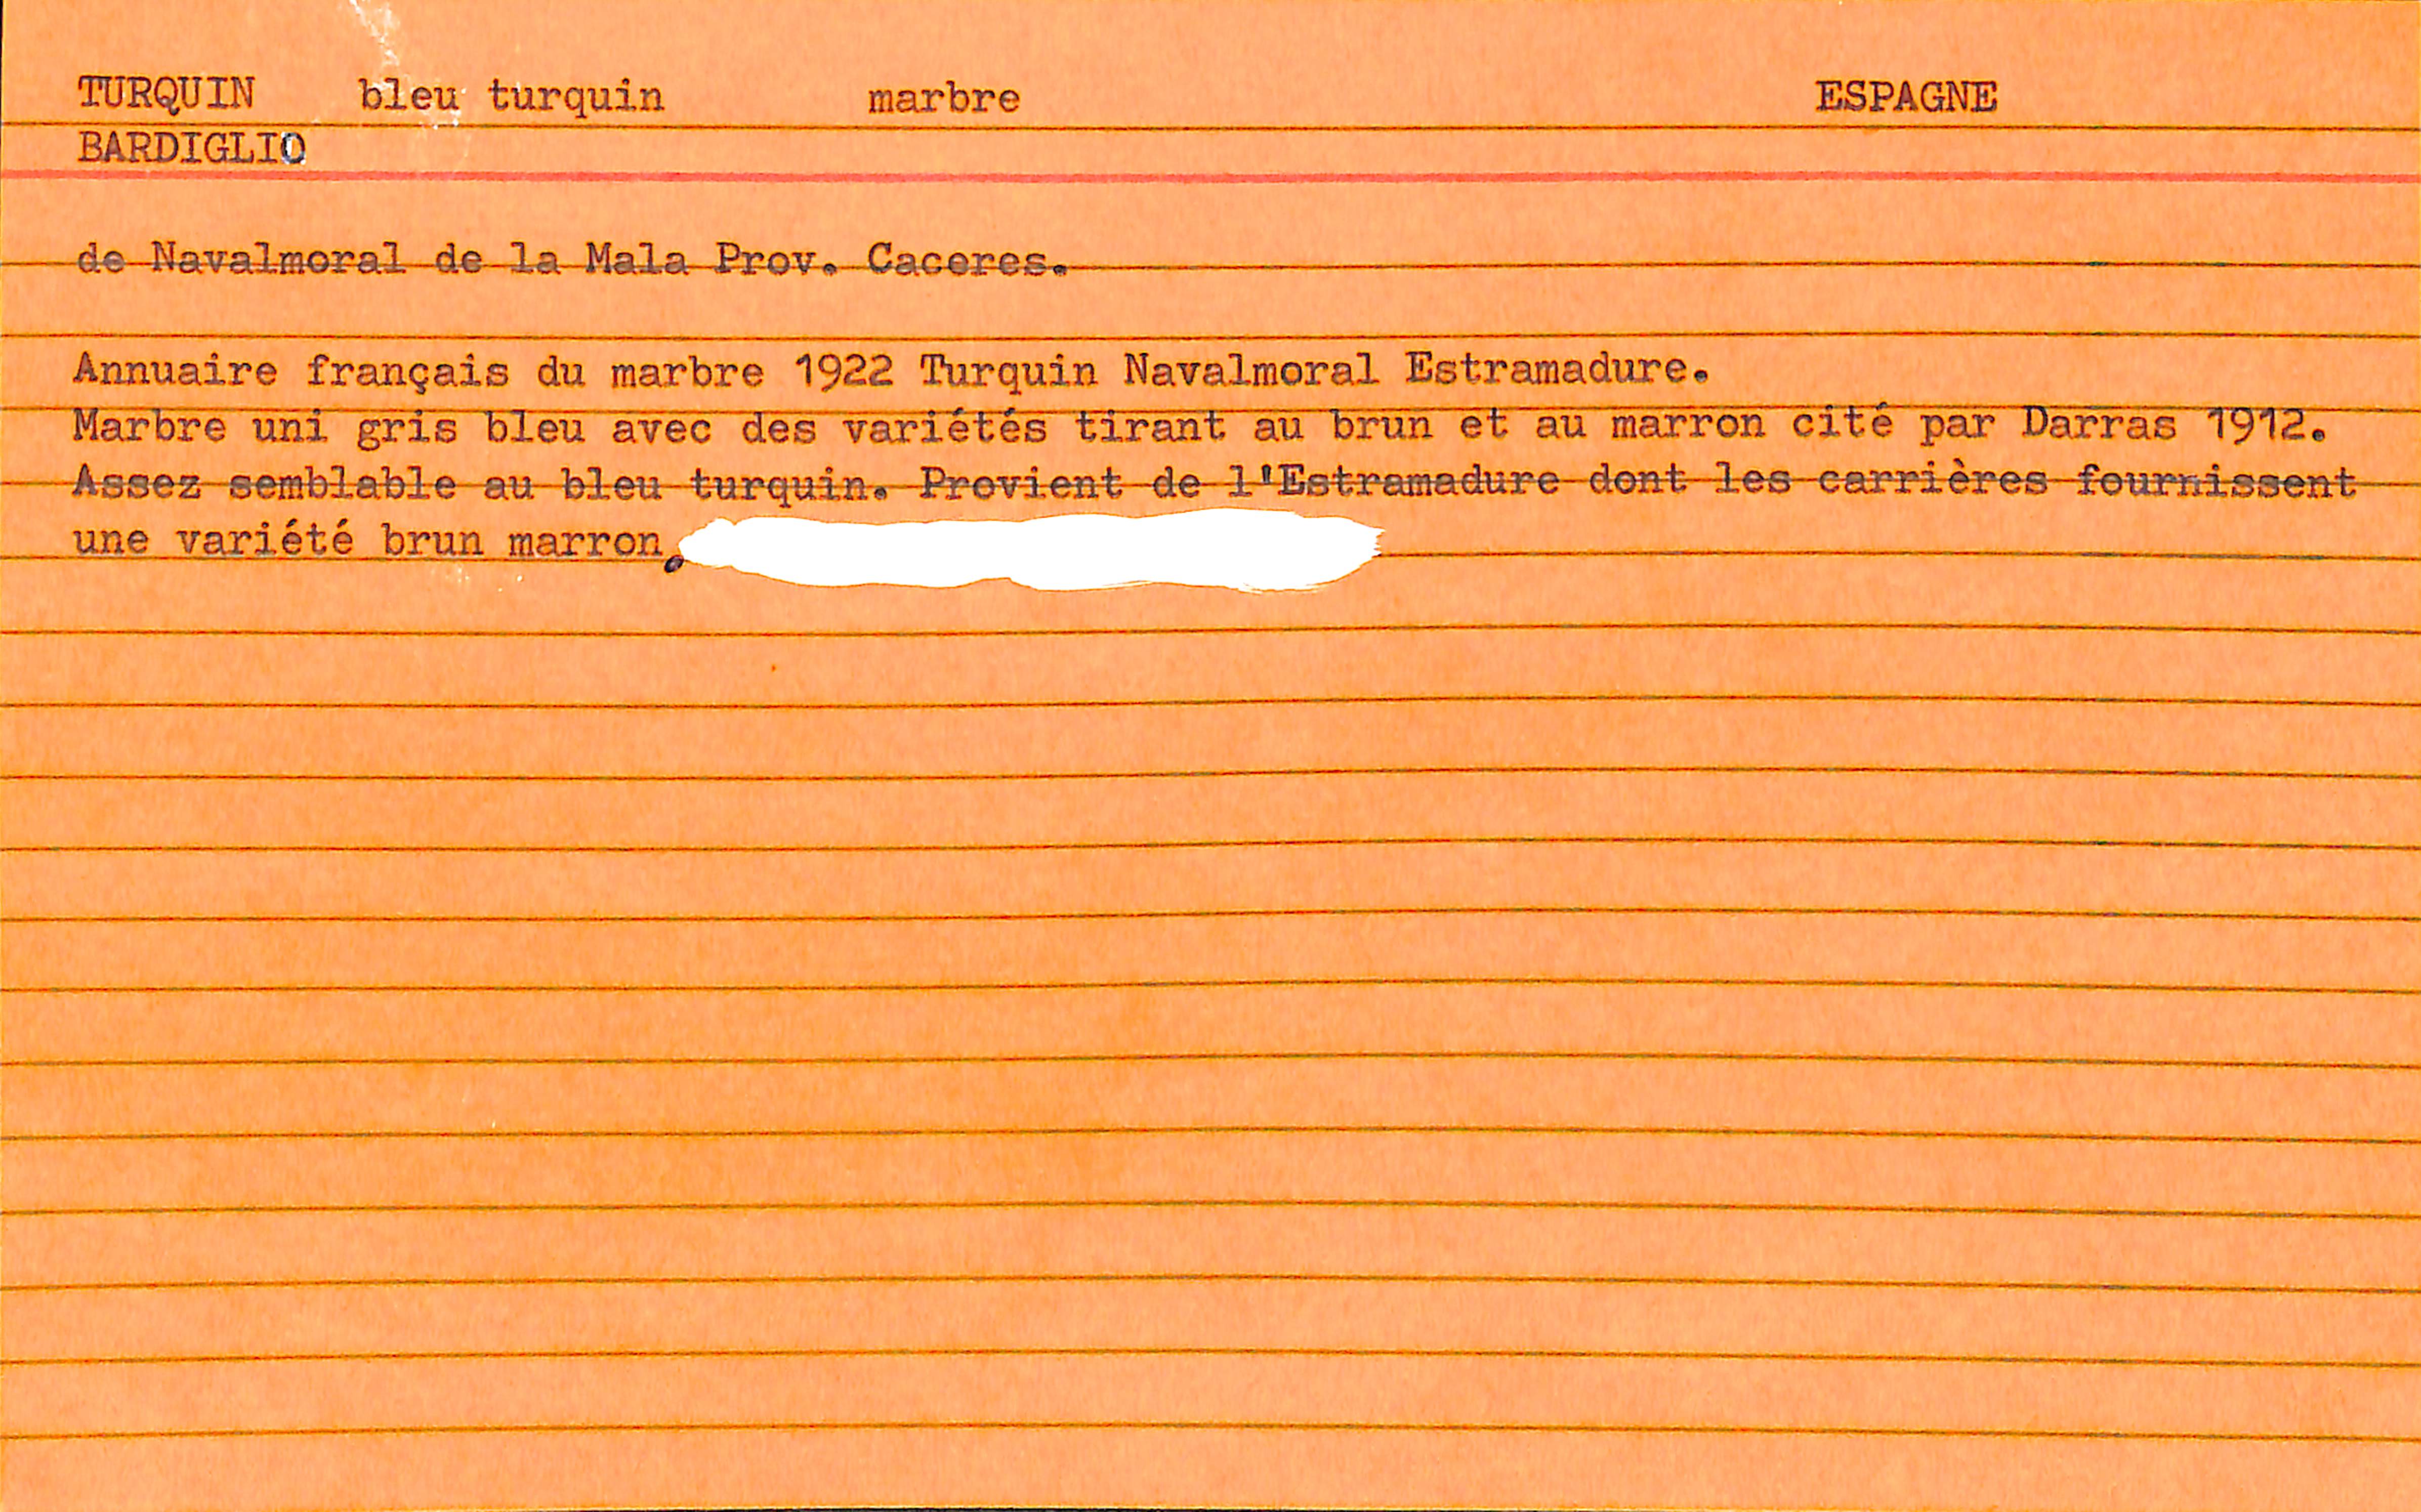 TURQUIN bleu turquin marbre ESPAGNE
BARDIGLIO
de Navalmoral de la Mala Prov. Caceres.
Annuaire français du marbre 1922 Turquin Navalmoral Estramadure.
Marbre uni gris bleu avec des variétés tirant au brun et au marron cité par Darras 1912.
Assez semblable au bleu turquin. Provient de l'Estramadure dont les carrières fournissent
une variété brun marron.